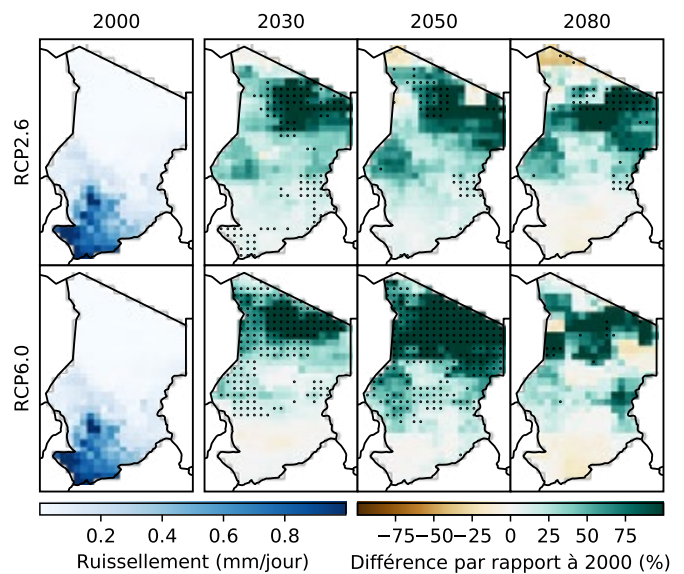 2000 2030 2050 2080
RCP2.6
RCP6.0
0.2 0.4 0.6 0.8 −75 −50 −25 0 25 50 75
Ruissellement (mm/jour) Différence par rapport à 2000 (%)